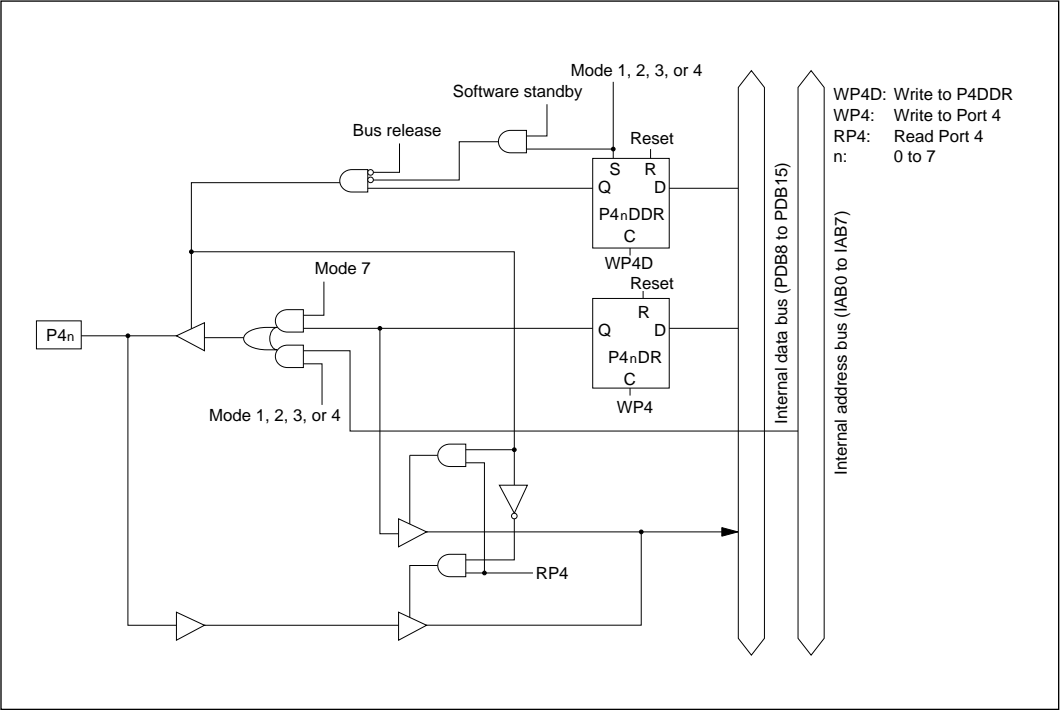 Mode 1, 2, 3, or 4
Software standby
Bus release
Reset
S R
Q D
P4nDDR
C
WP4D
WP4D: Write to P4DDR
WP4: Write to Port 4
RP4: Read Port 4
n: 0 to 7
Mode 7
Reset
R
Q D
P4nDR
C
WP4
P4n
Mode 1, 2, 3, or 4
RP4
Internal data bus (PDB8 to PDB15)
Internal address bus (IAB0 to IAB7)